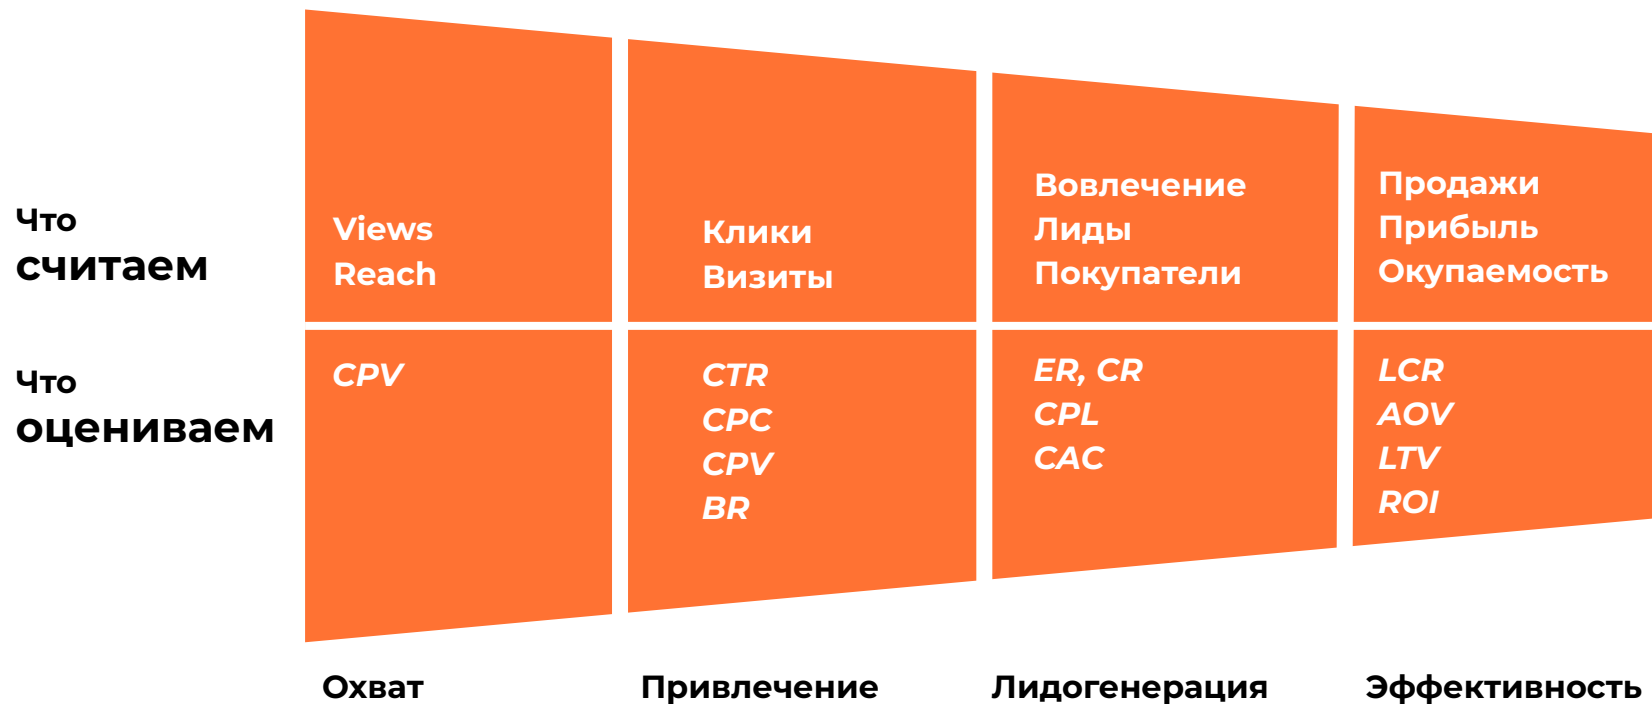 Что
считаем
Views
Reach
Клики
Визиты
Вовлечение
Лиды
Покупатели
Продажи
Прибыль
Окупаемость
Что
оцениваем
CPV
CTR
CPC
CPV
BR
ER, CR
CPL
CAC
LCR
AOV
LTV
ROI
Охват
Привлечение
Лидогенерация
Эффективность